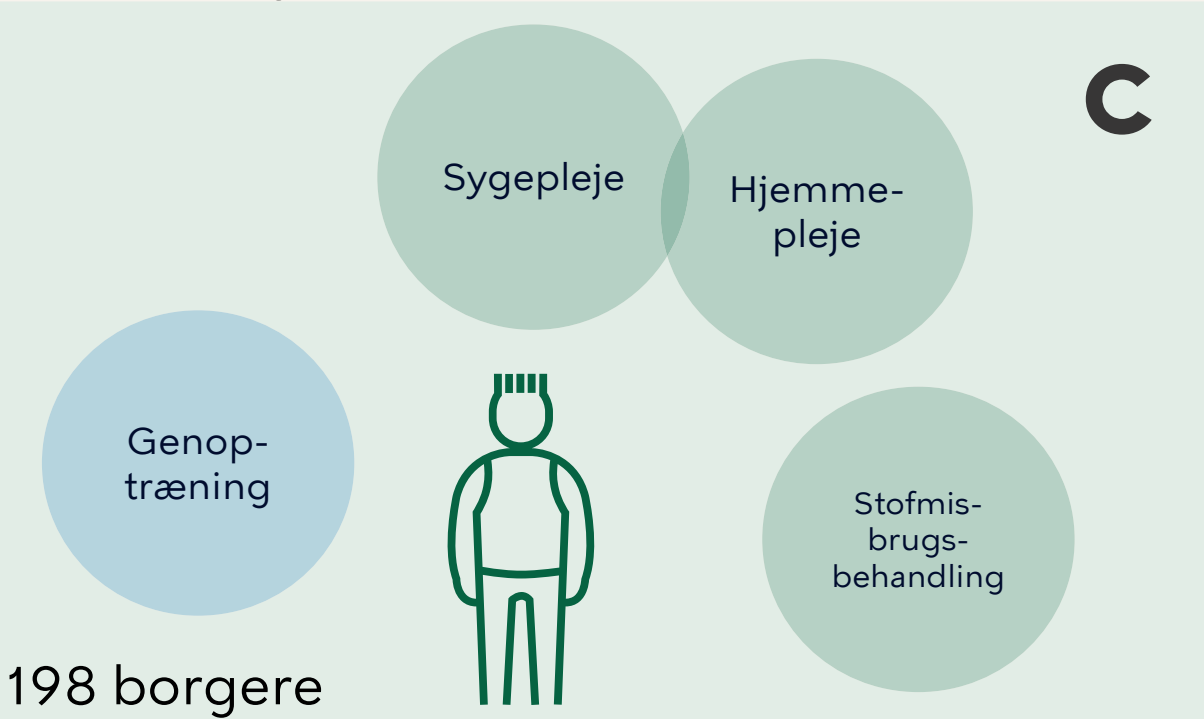 Sygepleje
Hjemme-
pleje
C
Genop-
træning
Stofmis-
brugs-
behandling
198 borgere